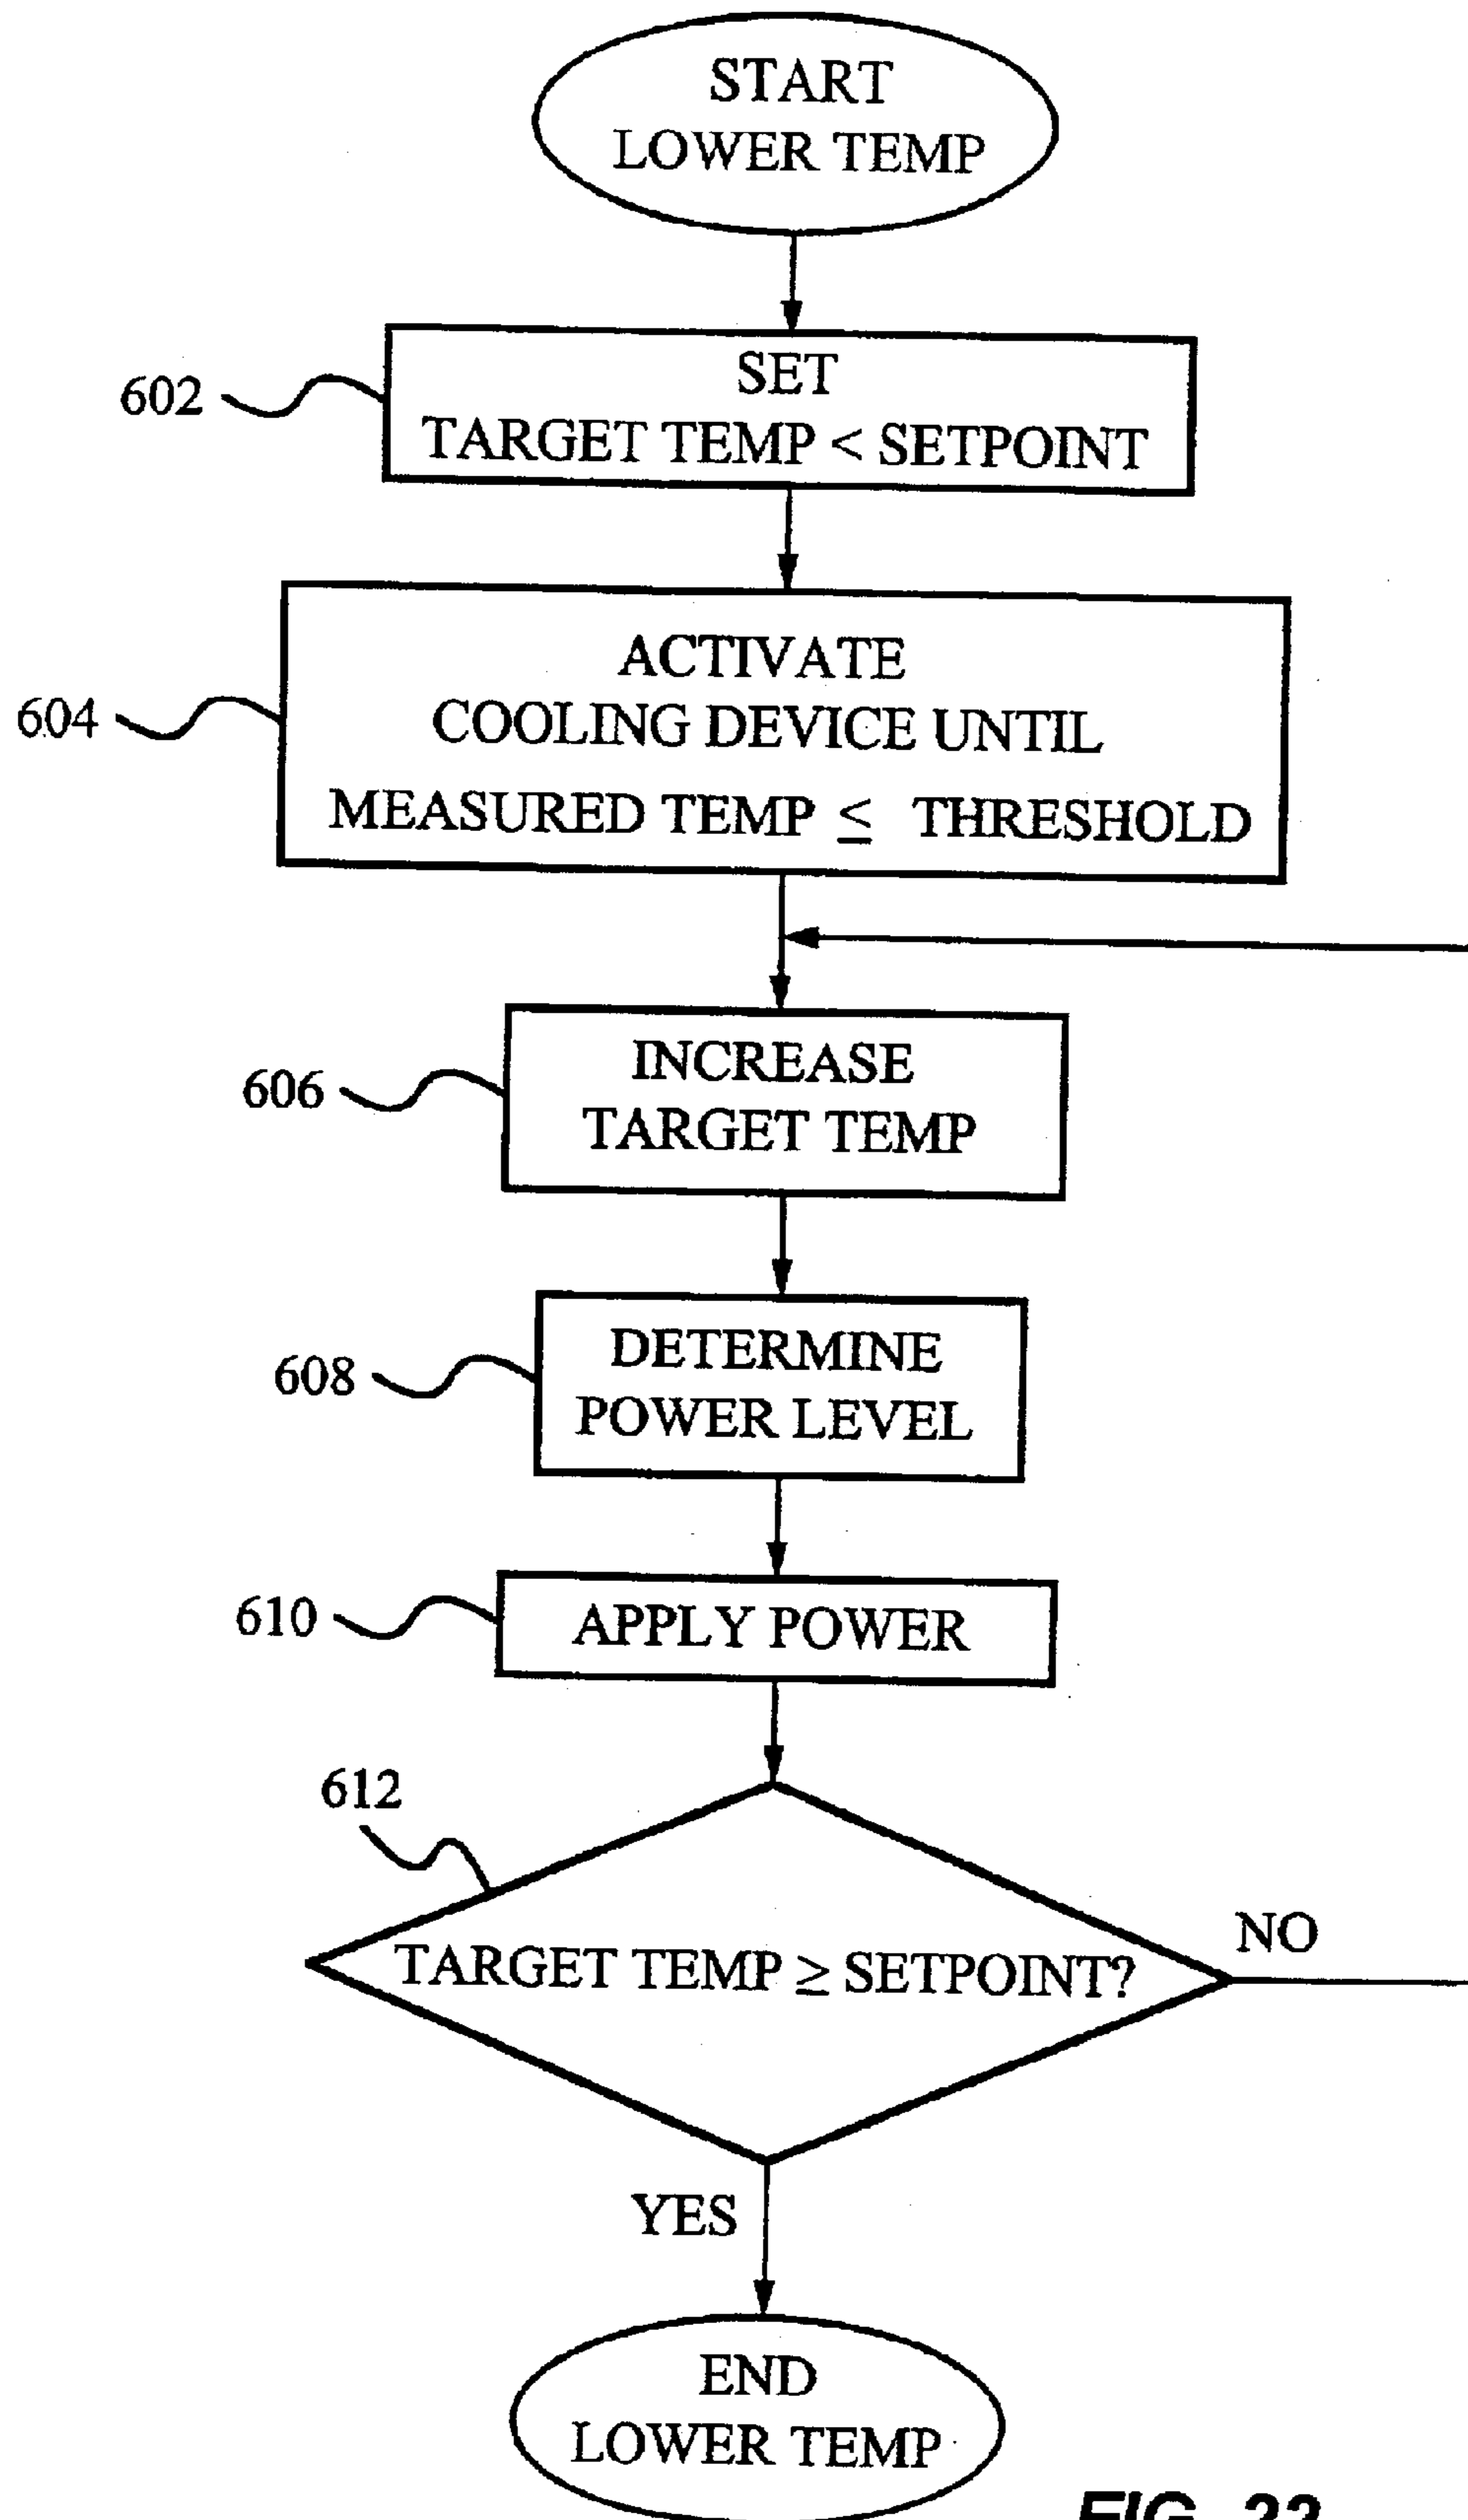 START
LOWER TEMP
602
SET
TARGET TEMP < SETPOINT
604
ACTIVATE
COOLING DEVICE UNTIL
MEASURED TEMP ≤ THRESHOLD
606
INCREASE
TARGET TEMP
608
DETERMINE
POWER LEVEL
610
APPLY POWER
612
TARGET TEMP ≥ SETPOINT?
NO
YES
END
LOWER TEMP
FIG.